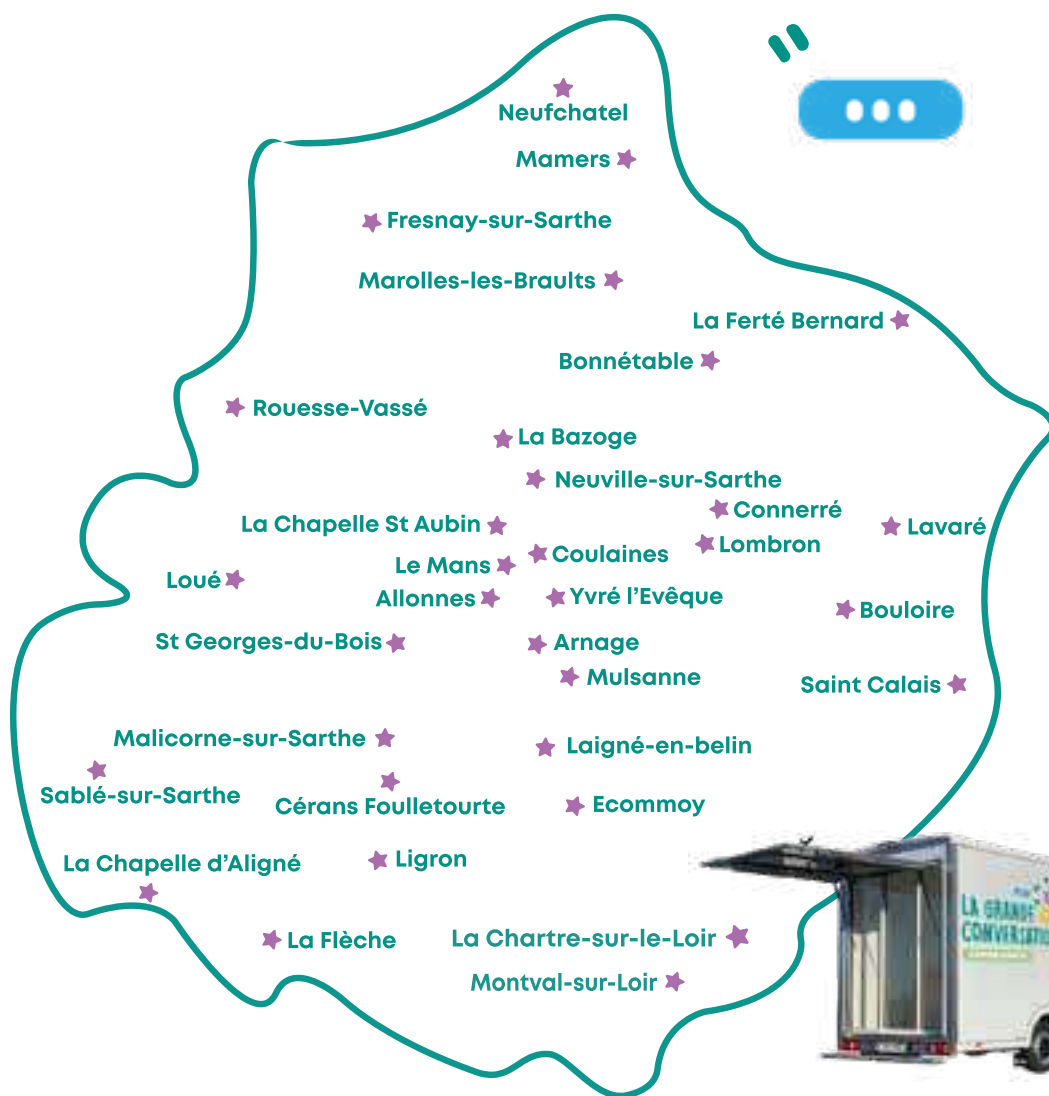 Neufchatel
Mamers
Fresnay-sur-Sarthe
Marolles-les-Braults
La Ferté Bernard
Bonnétable
Rouesse-Vassé
La Bazoge
Neuville-sur-Sarthe
Connerré
La Chapelle St Aubin
Lavaré
Lombron
Coulaines
Le Mans
Loué
Allonnes
Yvré l'Evêque
Bouloire
St Georges-du-Bois
Arnage
Mulsanne
Saint Calais
Malicorne-sur-Sarthe
Laigné-en-belin
Sablé-sur-Sarthe
Cérans Foulletourte
Ecommoy
La Chapelle d'Aligné
Ligron
La Flèche
La Chartre-sur-le-Loir
Montval-sur-Loir
LA GRANDE
CONVERSATIO